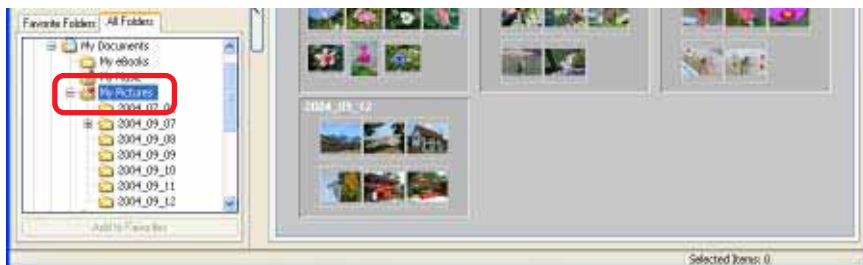 Favorite Folders All Folders
My Documents
My eBooks
My Music
My Pictures
2004_07_06
2004_09_07
2004_09_08
2004_09_09
2004_09_10
2004_09_11
2004_09_12
Add to Favorites
2004_09_12
Selected Items: 0